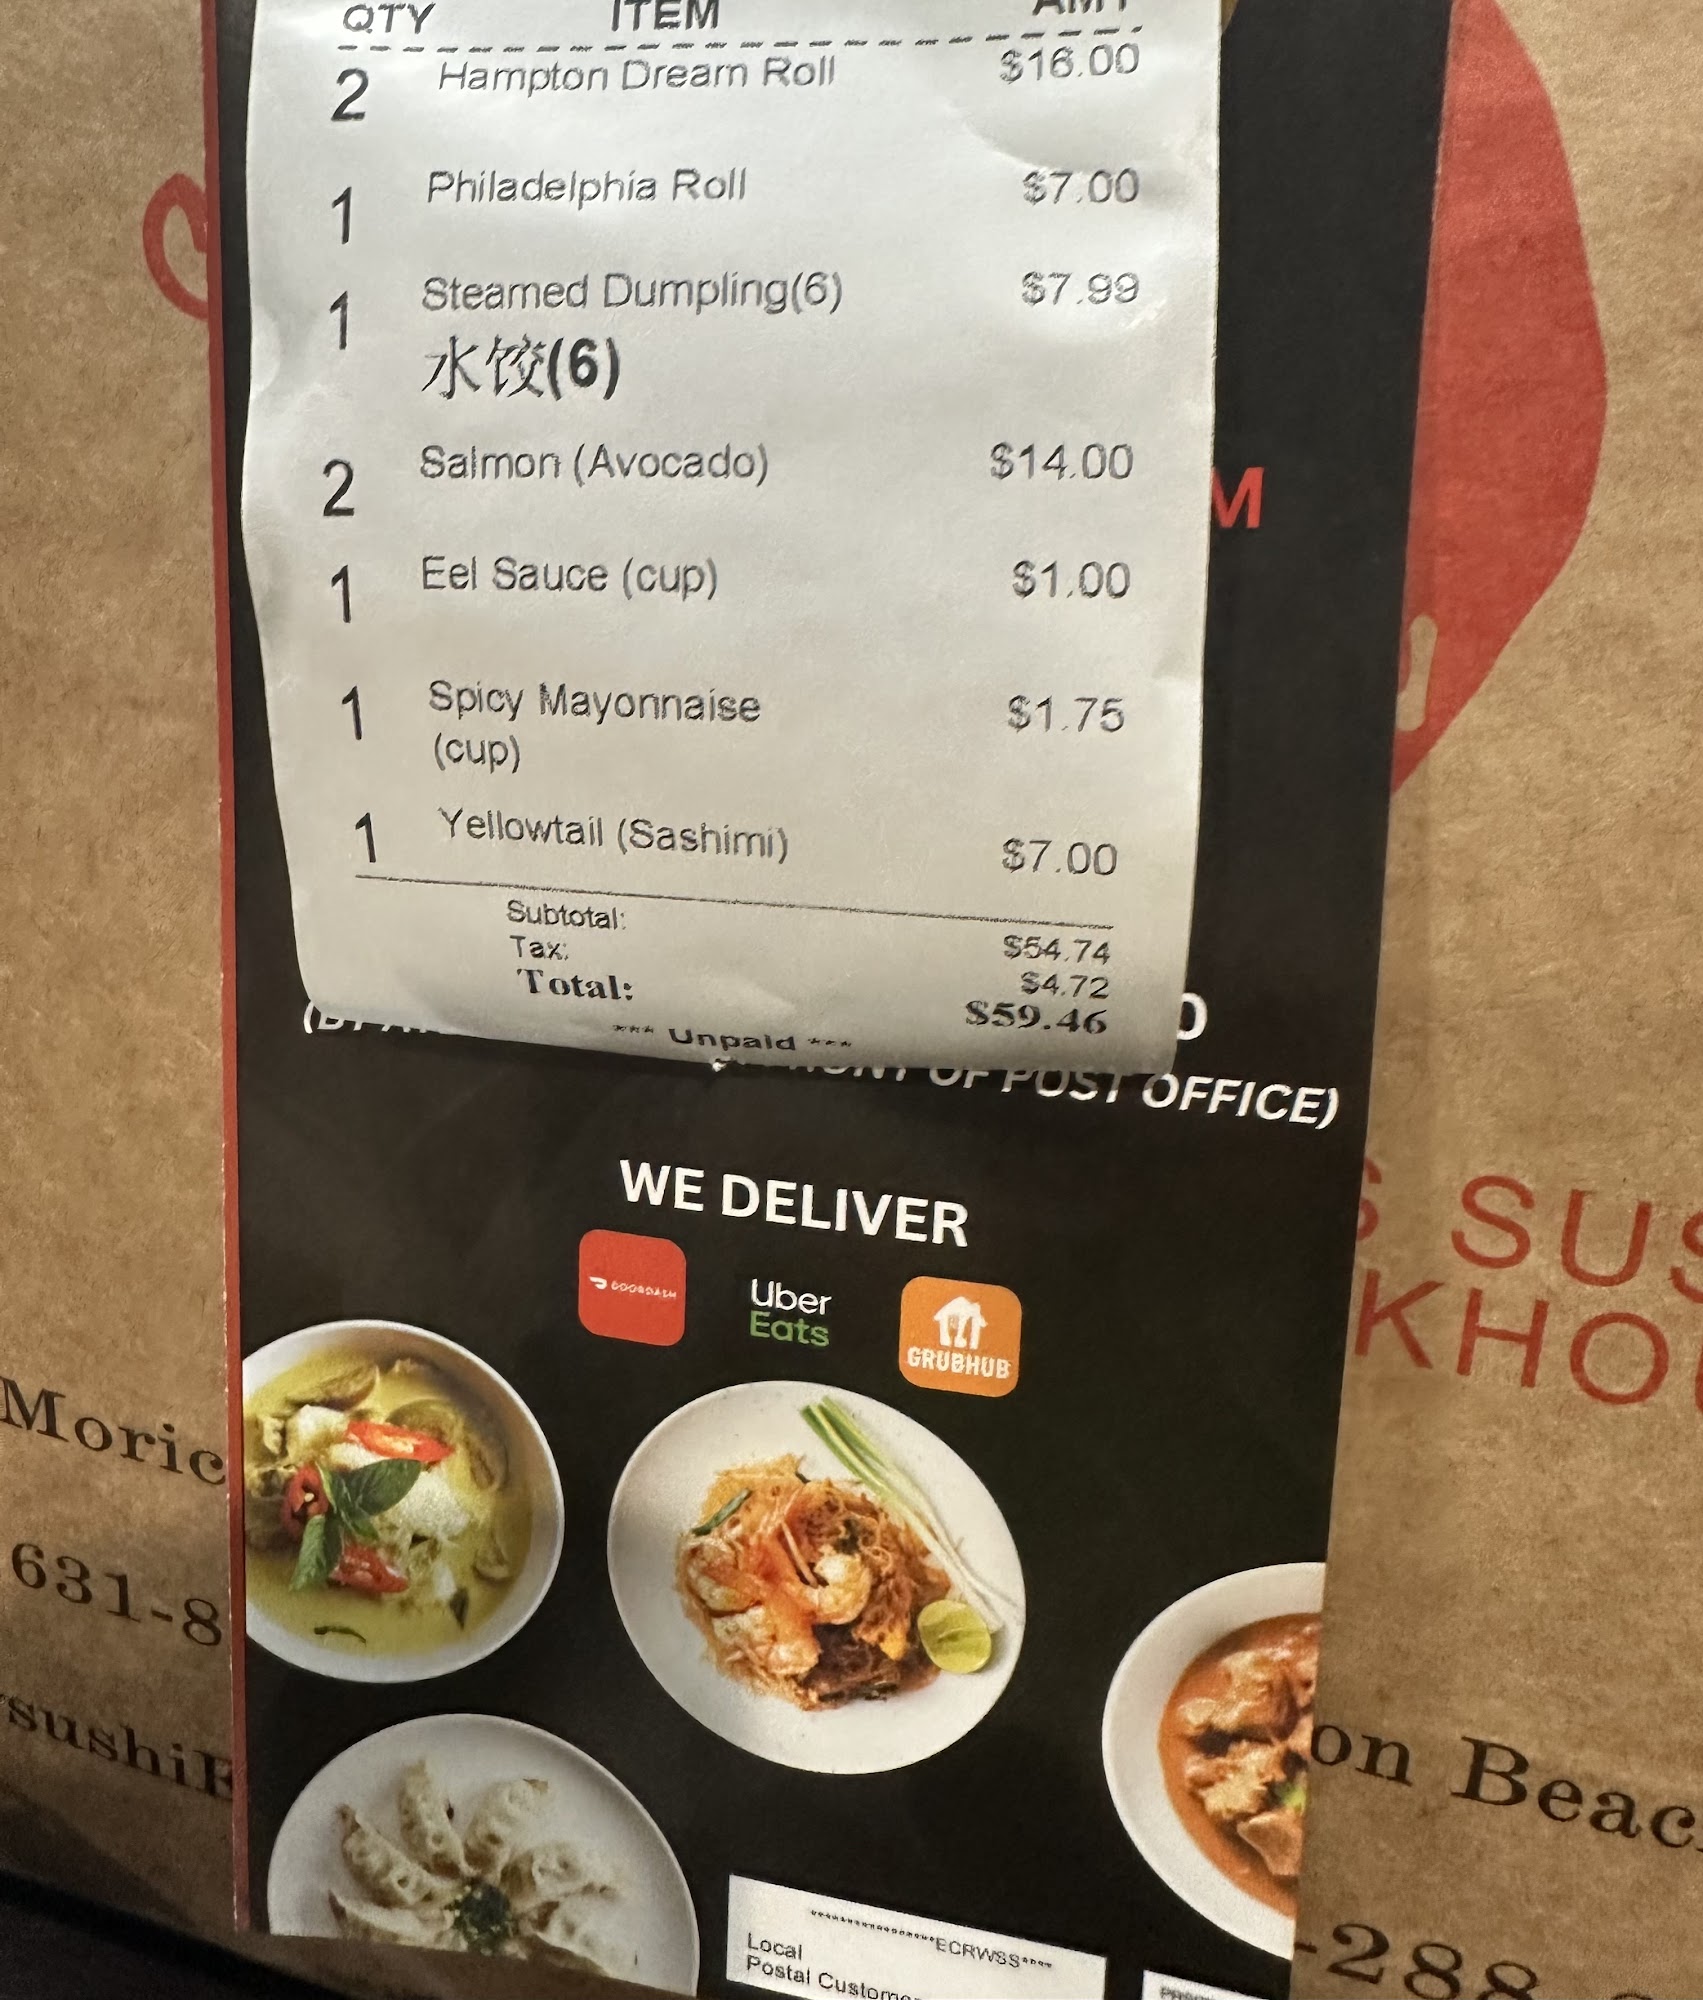 QTY ITEM AMT
2 Hampton Dream Roll $16.00
1 Philadelphia Roll $7.00
1 Steamed Dumpling(6) $7.99
水饺(6)
2 Salmon (Avocado) $14.00
1 Eel Sauce (cup) $1.00
1 Spicy Mayonnaise $1.75
(cup)
1 Yellowtail (Sashimi) $7.00
Subtotal: $54.74
Tax: $4.72
Total: $59.46
*** Unpaid ***
M
OF POST OFFICE)
WE DELIVER
DOORDASH
Uber
Eats
GRUBHUB
SUS
KHO
Moric
631-8
sushi
on Beac
-288
**************ECRWSS****
Local
Postal Custome